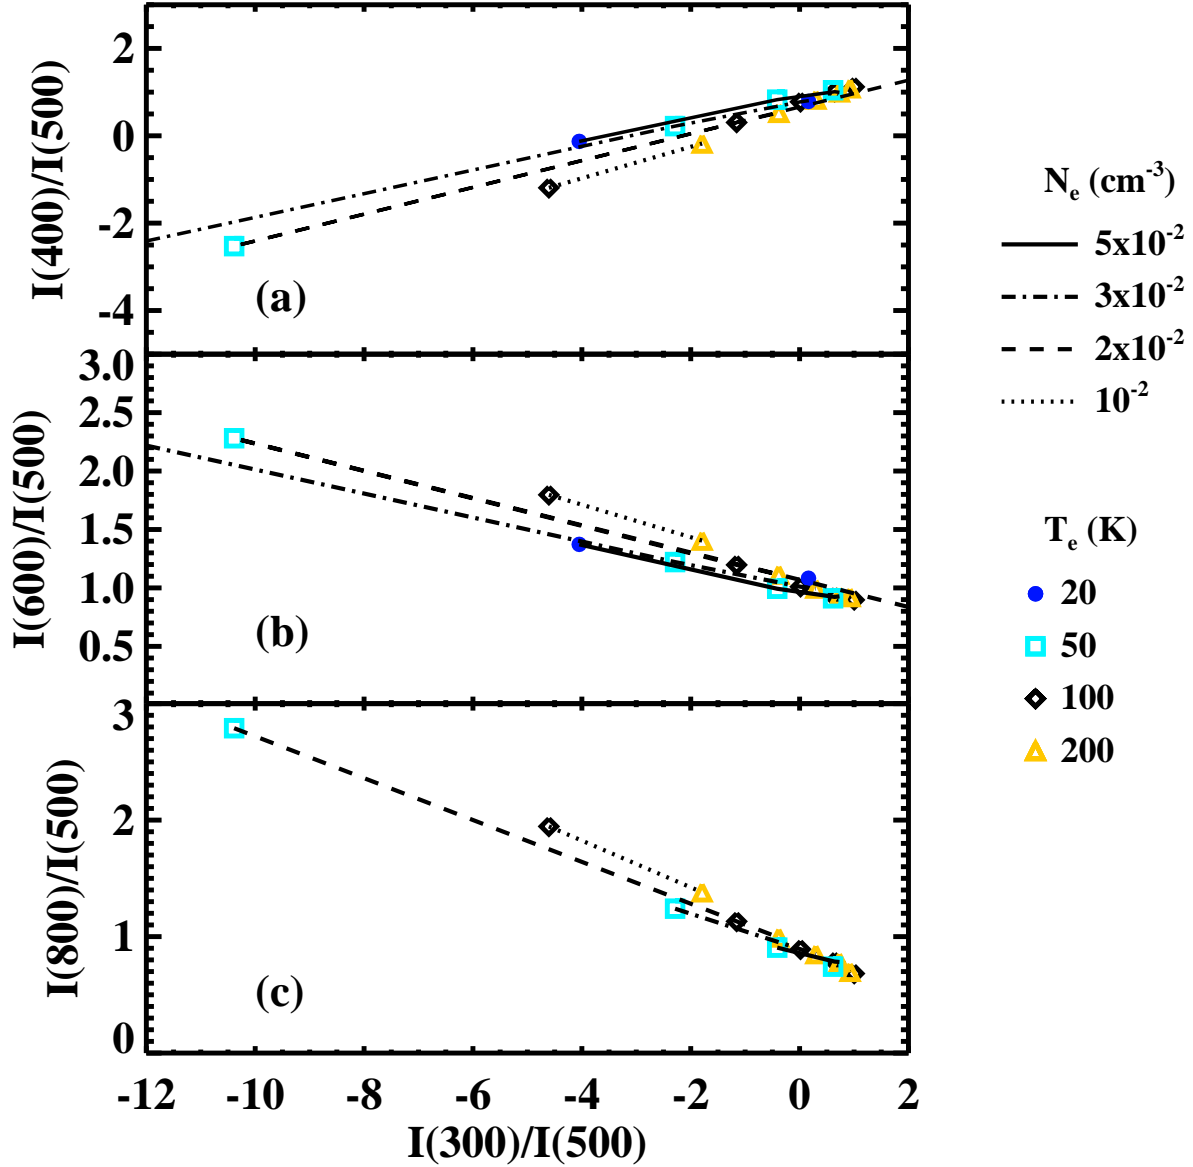 I(400)/I(500)
2
0
-2
-4
(a)
I(600)/I(500)
3.0
2.5
2.0
1.5
1.0
0.5
(b)
I(800)/I(500)
3
2
1
0
(c)
-12 -10 -8 -6 -4 -2 0 2
I(300)/I(500)
Nₑ (cm⁻³)
5x10⁻²
3x10⁻²
2x10⁻²
10⁻²
Tₑ (K)
20
50
100
200